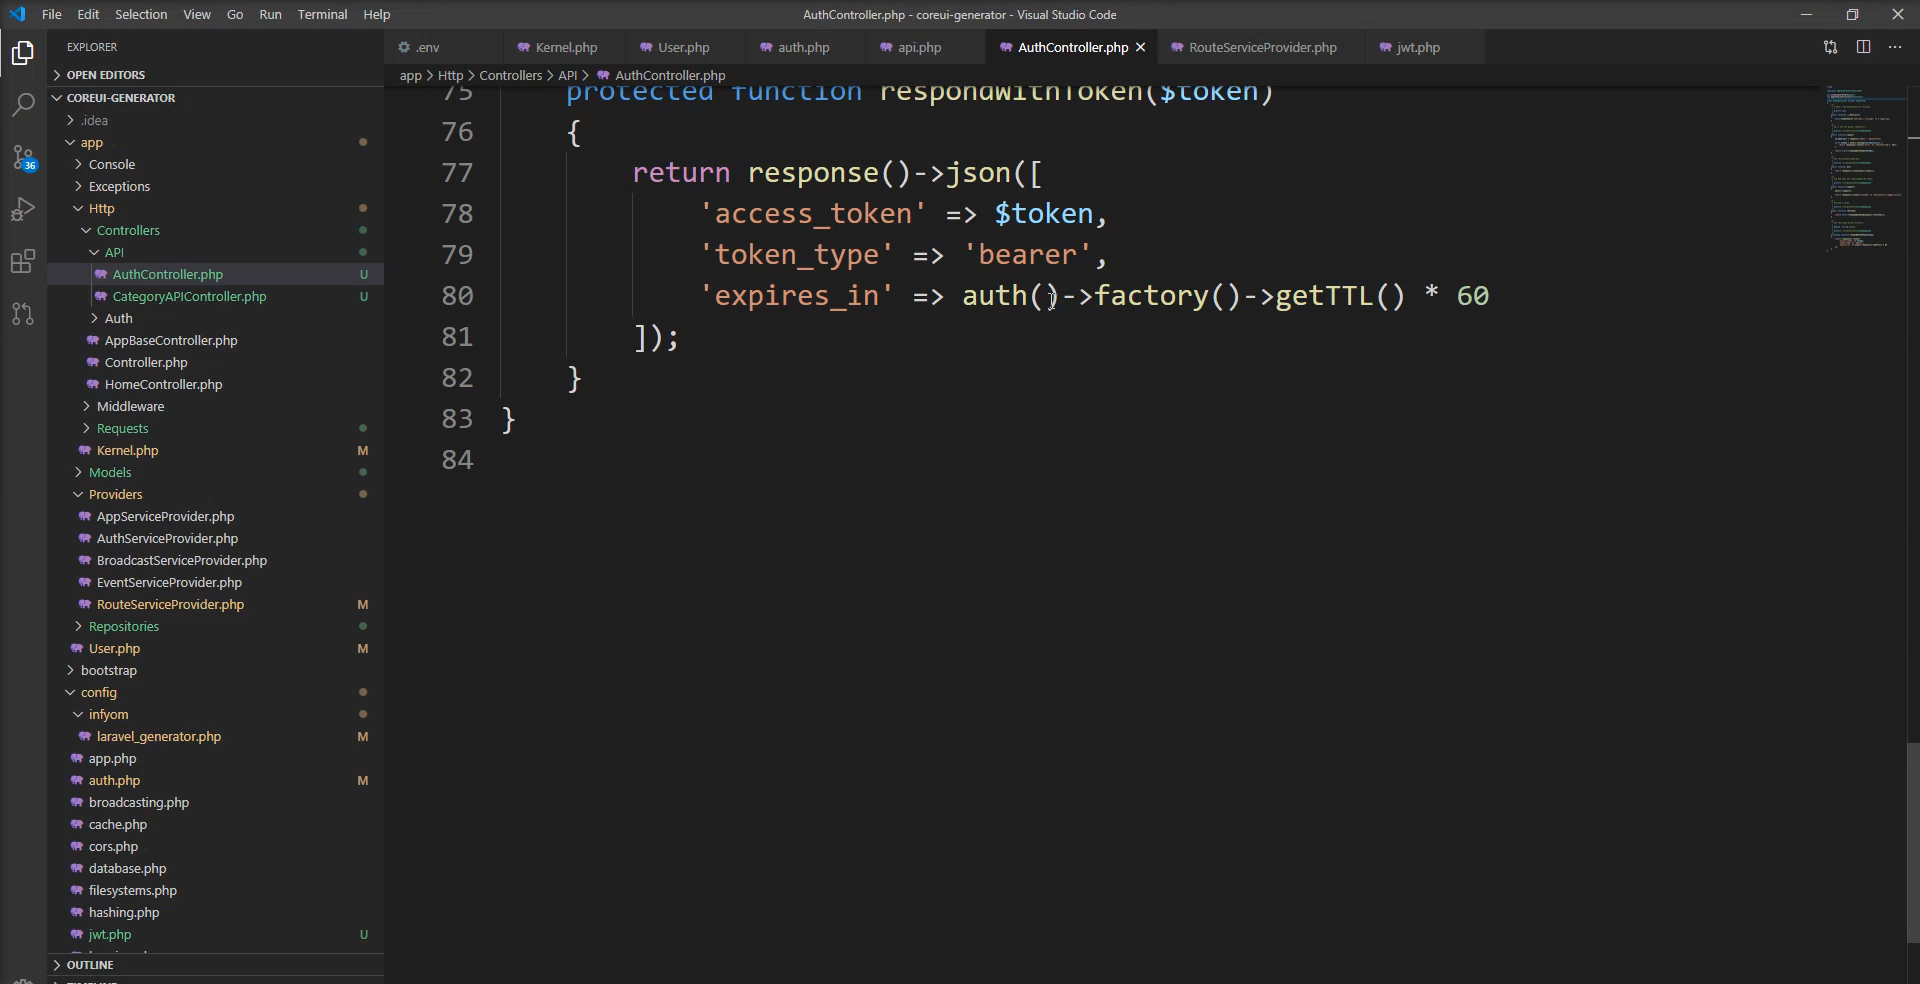 File Edit Selection View Go Run Terminal Help
AuthController.php - coreui-generator - Visual Studio Code
EXPLORER
OPEN EDITORS
COREUI-GENERATOR
.idea
app
Console
Exceptions
Http
Controllers
API
AuthController.php U
CategoryAPIController.php U
Auth
AppBaseController.php
Controller.php
HomeController.php
Middleware
Requests
Kernel.php M
Models
Providers
AppServiceProvider.php
AuthServiceProvider.php
BroadcastServiceProvider.php
EventServiceProvider.php
RouteServiceProvider.php M
Repositories
User.php M
bootstrap
config
infyom
laravel_generator.php M
app.php
auth.php M
broadcasting.php
cache.php
cors.php
database.php
filesystems.php
hashing.php
jwt.php U
OUTLINE
36
.env Kernel.php User.php auth.php api.php AuthController.php RouteServiceProvider.php jwt.php
app > Http > Controllers > API > AuthController.php
75 protected function respondWithToken($token)
76 {
77 return response()->json([
78 'access_token' => $token,
79 'token_type' => 'bearer',
80 'expires_in' => auth()->factory()->getTTL() * 60
81 ]);
82 }
83 }
84